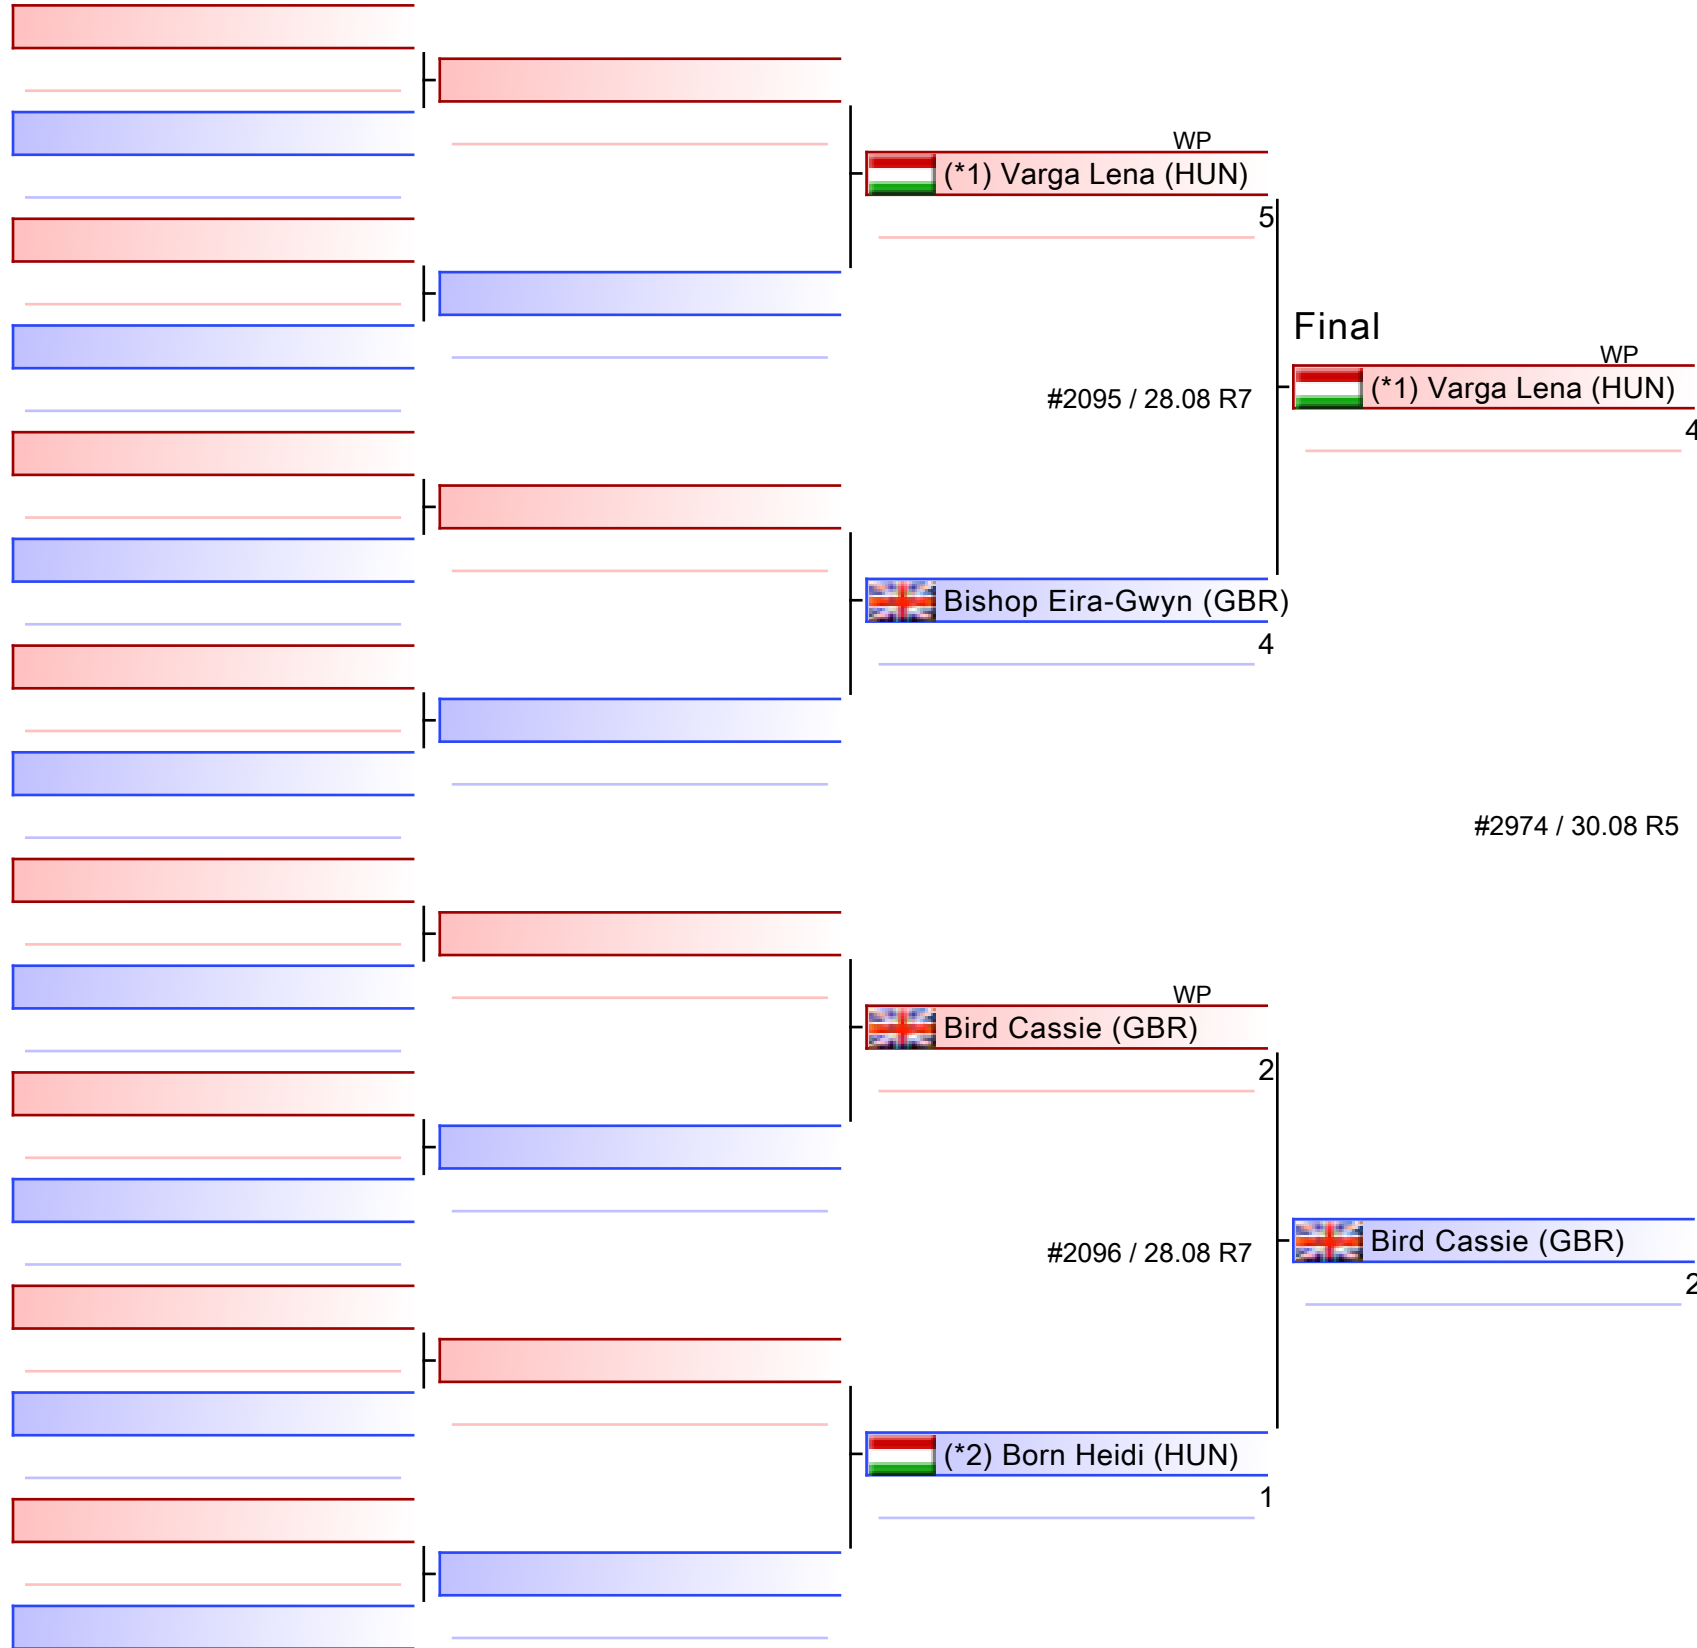 WP
(*1) Varga Lena (HUN)
5
Final
WP
(*1) Varga Lena (HUN)
4
#2095 / 28.08 R7
Bishop Eira-Gwyn (GBR)
4
#2974 / 30.08 R5
WP
Bird Cassie (GBR)
2
#2096 / 28.08 R7
Bird Cassie (GBR)
2
(*2) Born Heidi (HUN)
1